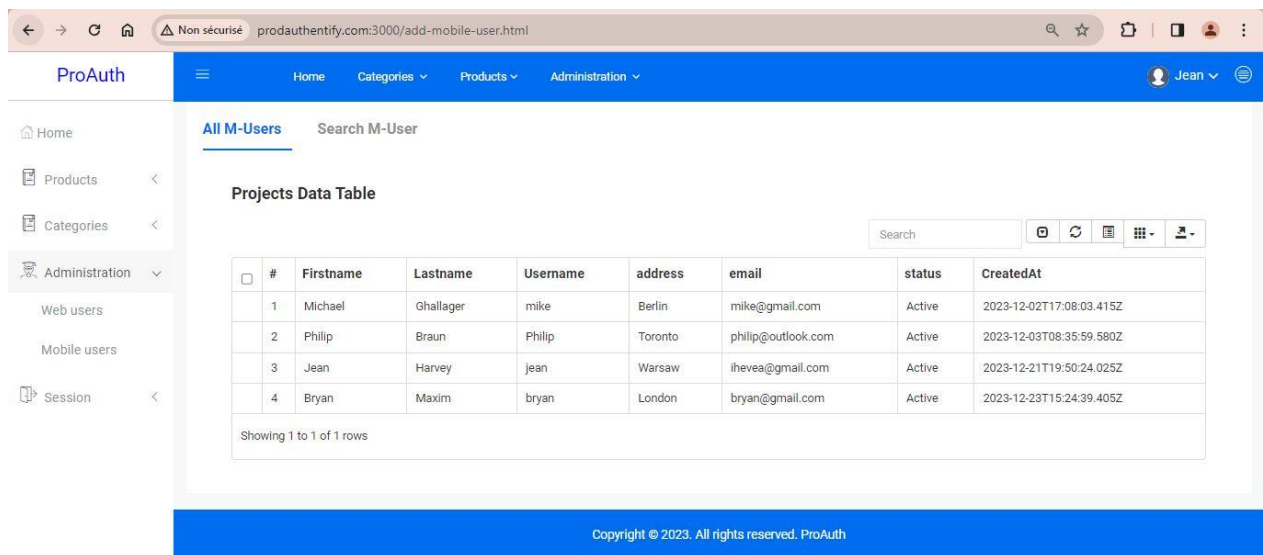 Non sécurisé prodauthentify.com:3000/add-mobile-user.html
ProAuth Home Categories Products Administration Jean
Home
Products
Categories
Administration
Web users
Mobile users
Session
All M-Users Search M-User
Projects Data Table
Search
# Firstname Lastname Username address email status CreatedAt
1 Michael Ghallager mike Berlin mike@gmail.com Active 2023-12-02T17:08:03.415Z
2 Philip Braun Philip Toronto philip@outlook.com Active 2023-12-03T08:35:59.580Z
3 Jean Harvey jean Warsaw ihevea@gmail.com Active 2023-12-21T19:50:24.025Z
4 Bryan Maxim bryan London bryan@gmail.com Active 2023-12-23T15:24:39.405Z
Showing 1 to 1 of 1 rows
Copyright © 2023. All rights reserved. ProAuth